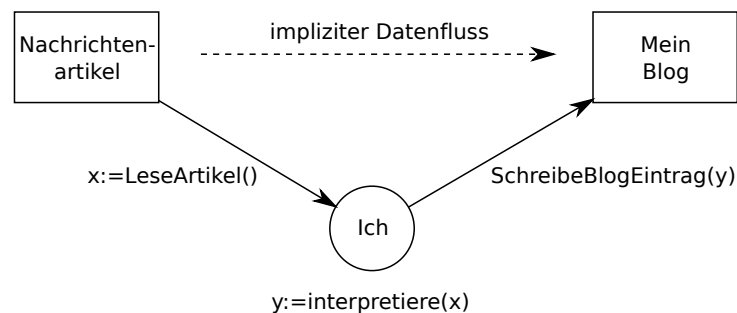 Nachrichten-
artikel
impliziter Datenfluss
Mein
Blog
x:=LeseArtikel()
SchreibeBlogEintrag(y)
Ich
y:=interpretiere(x)